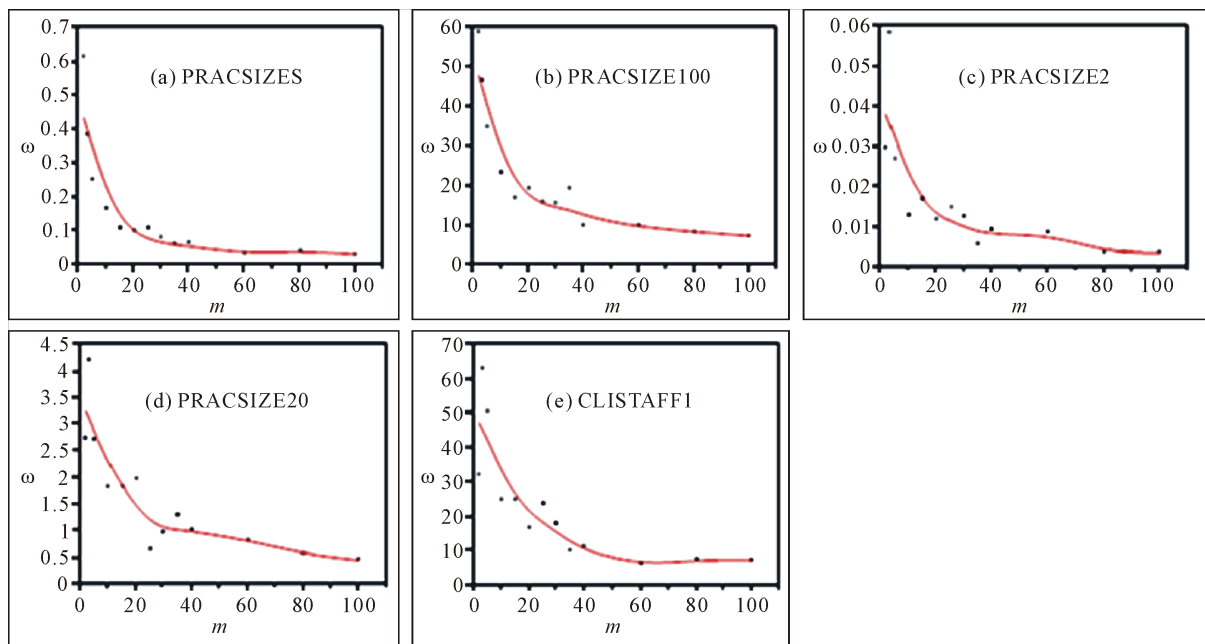 (a) PRACSIZES
ω
0.7
0.6
0.5
0.4
0.3
0.2
0.1
0
0 20 40 60 80 100
m
(b) PRACSIZE100
ω
60
50
40
30
20
10
0
0 20 40 60 80 100
m
(c) PRACSIZE2
ω
0.06
0.05
0.04
0.03
0.02
0.01
0
0 20 40 60 80 100
m
(d) PRACSIZE20
ω
4.5
4
3.5
3
2.5
2
1.5
1
0.5
0
0 20 40 60 80 100
m
(e) CLISTAFF1
ω
70
60
50
40
30
20
10
0
0 20 40 60 80 100
m